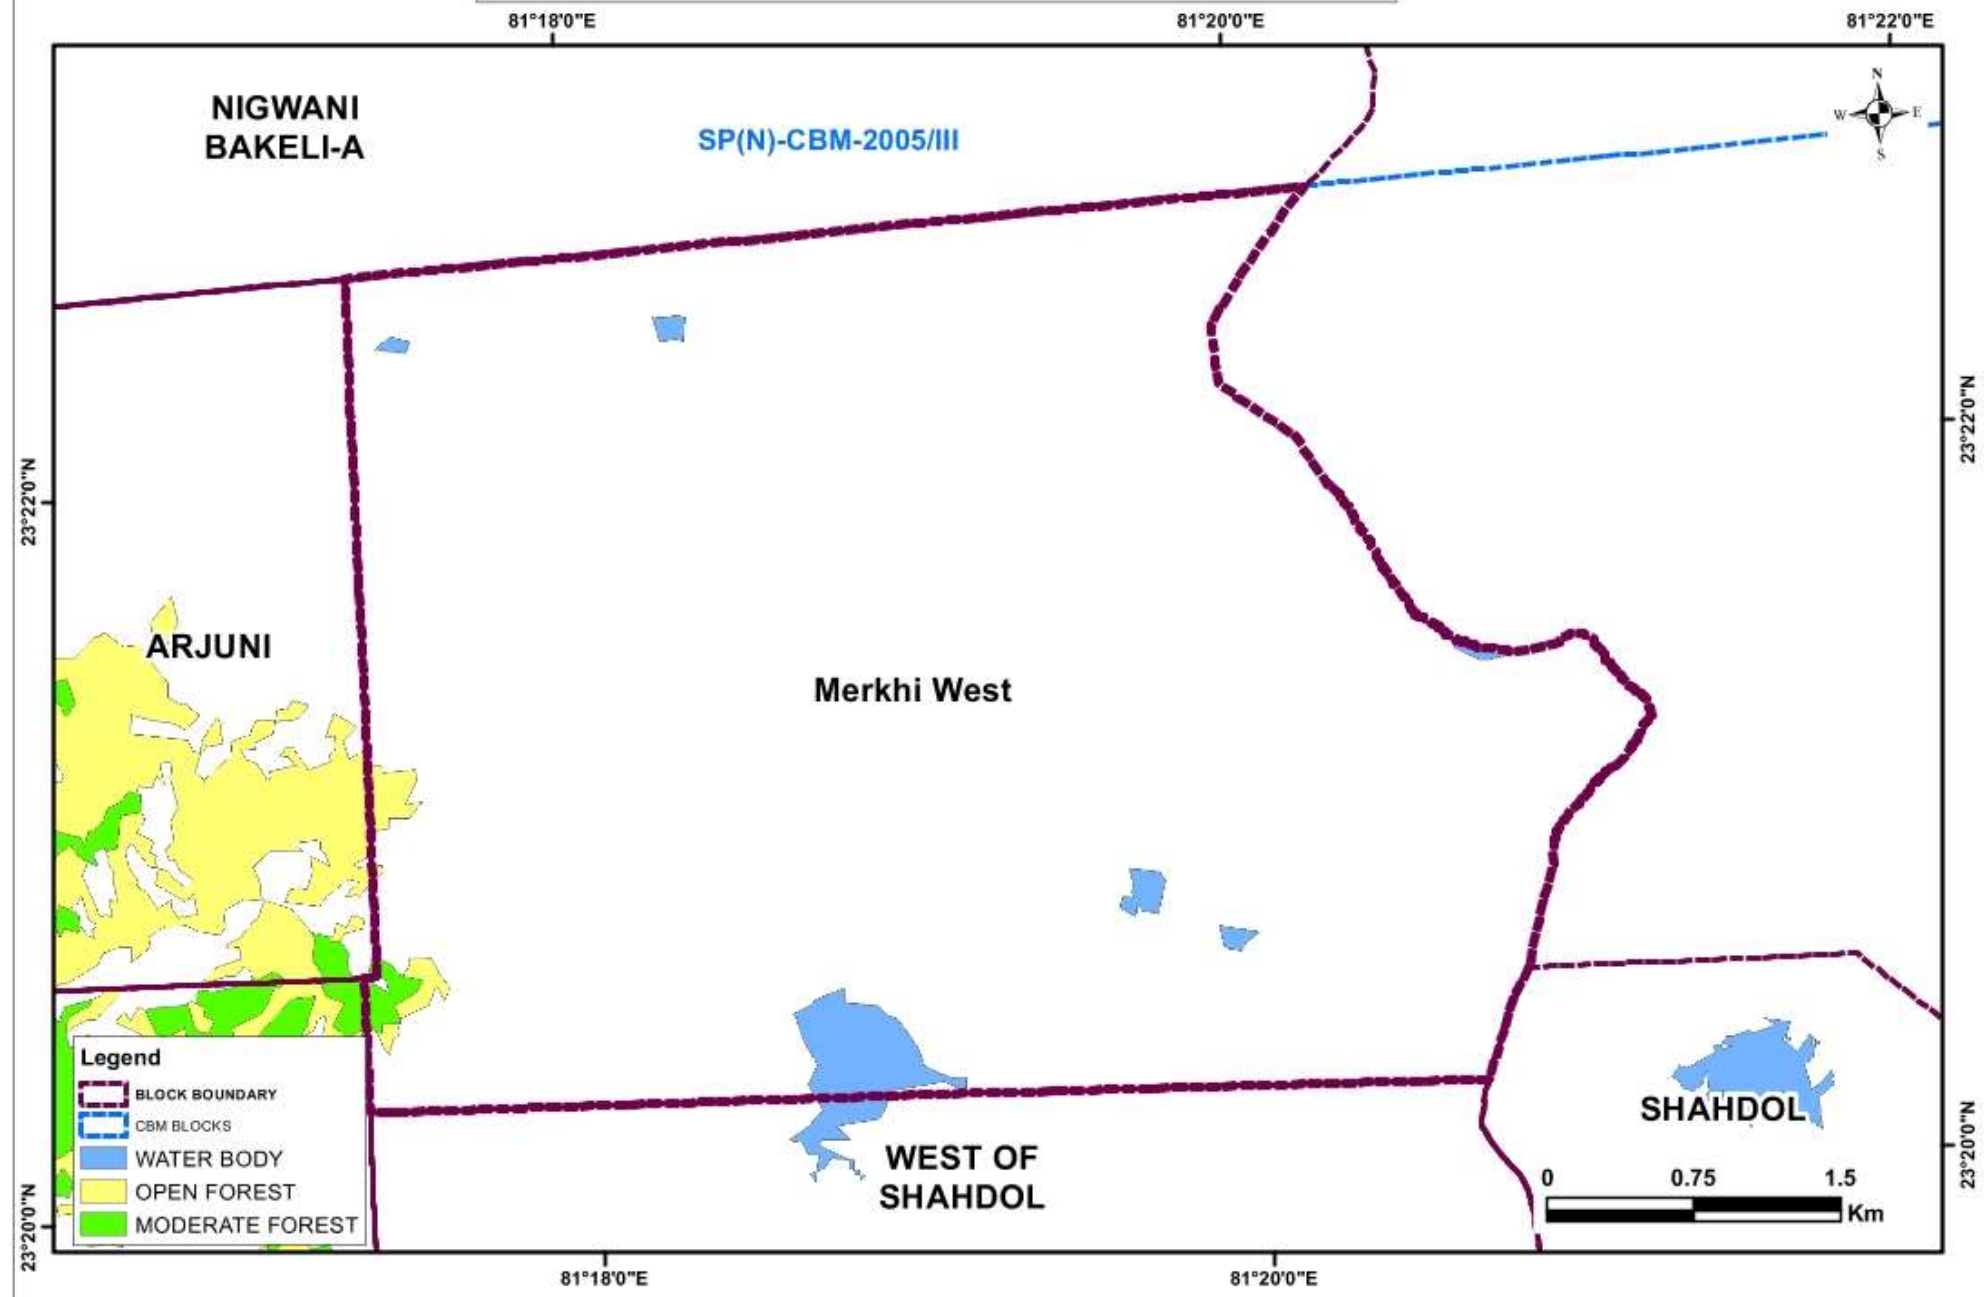 81°18'0"E
81°20'0"E
81°22'0"E
NIGWANI
BAKELI-A
SP(N)-CBM-2005/III
N
W
E
S
23°22'0"N
23°22'0"N
ARJUNI
Merkhi West
Legend
BLOCK BOUNDARY
CBM BLOCKS
WATER BODY
OPEN FOREST
MODERATE FOREST
WEST OF
SHAHDOL
SHAHDOL
0 0.75 1.5
Km
23°20'0"N
23°20'0"N
81°18'0"E
81°20'0"E